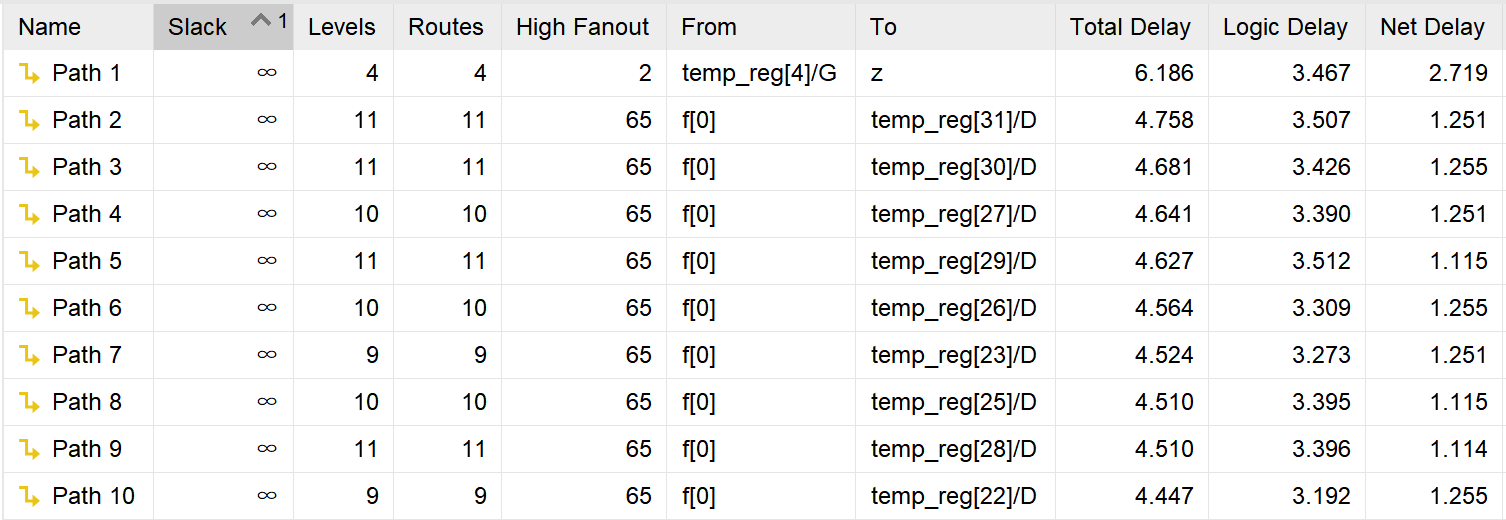 Name Slack 1 Levels Routes High Fanout From To Total Delay Logic Delay Net Delay
Path 1 ∞ 4 4 2 temp_reg[4]/G z 6.186 3.467 2.719
Path 2 ∞ 11 11 65 f[0] temp_reg[31]/D 4.758 3.507 1.251
Path 3 ∞ 11 11 65 f[0] temp_reg[30]/D 4.681 3.426 1.255
Path 4 ∞ 10 10 65 f[0] temp_reg[27]/D 4.641 3.390 1.251
Path 5 ∞ 11 11 65 f[0] temp_reg[29]/D 4.627 3.512 1.115
Path 6 ∞ 10 10 65 f[0] temp_reg[26]/D 4.564 3.309 1.255
Path 7 ∞ 9 9 65 f[0] temp_reg[23]/D 4.524 3.273 1.251
Path 8 ∞ 10 10 65 f[0] temp_reg[25]/D 4.510 3.395 1.115
Path 9 ∞ 11 11 65 f[0] temp_reg[28]/D 4.510 3.396 1.114
Path 10 ∞ 9 9 65 f[0] temp_reg[22]/D 4.447 3.192 1.255